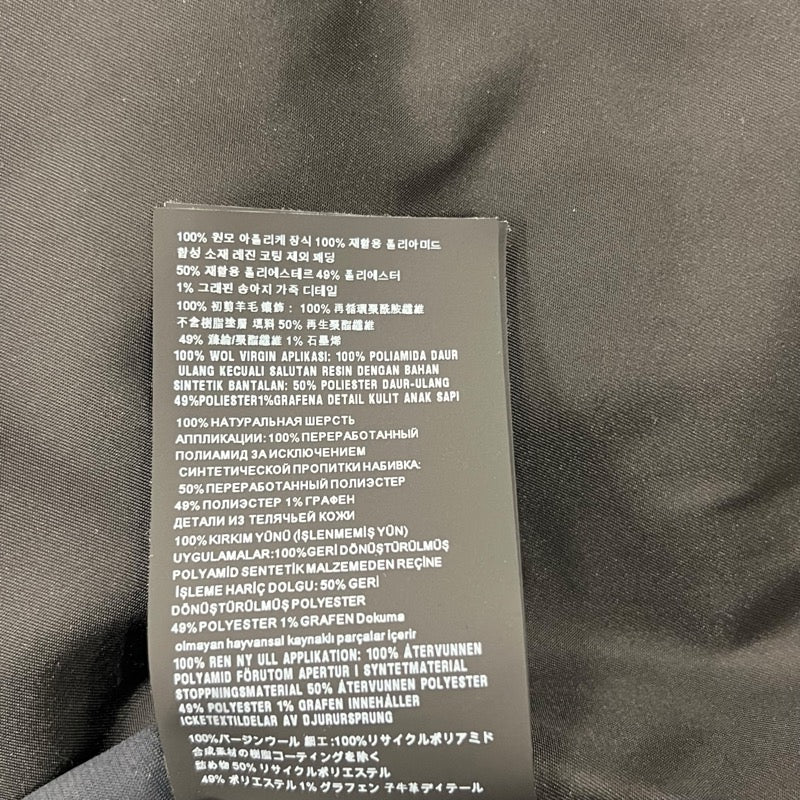 100% 원모 아플리케 장식 100% 재활용 폴리아미드
합성 소재 레진 코팅 제외 패딩
50% 재활용 폴리에스테르 49% 폴리에스터
1% 그래핀 송아지 가죽 디테일
100% 初剪羊毛 鑲飾： 100% 再循環聚酰胺纖維
不含樹脂塗層 填料 50% 再生聚酯纖維
49% 滌綸/聚酯纖維 1% 石墨烯
100% WOL VIRGIN APLIKASI: 100% POLIAMIDA DAUR
ULANG KECUALI SALUTAN RESIN DENGAN BAHAN
SINTETIK BANTALAN: 50% POLIESTER DAUR-ULANG
49%POLIESTER1%GRAFENA DETAIL KULIT ANAK SAPI
100% НАТУРАЛЬНАЯ ШЕРСТЬ
АППЛИКАЦИИ: 100% ПЕРЕРАБОТАННЫЙ
ПОЛИАМИД ЗА ИСКЛЮЧЕНИЕМ
СИНТЕТИЧЕСКОЙ ПРОПИТКИ НАБИВКА:
50% ПЕРЕРАБОТАННЫЙ ПОЛИЭСТЕР
49% ПОЛИЭСТЕР 1% ГРАФЕН
ДЕТАЛИ ИЗ ТЕЛЯЧЬЕЙ КОЖИ
100% KIRKIM YÜNÜ (İŞLENMEMİŞ YÜN)
UYGULAMALAR:100%GERİ DÖNÜŞTÜRÜLMÜŞ
POLYAMİD SENTETİK MALZEMEDEN REÇİNE
İŞLEME HARİÇ DOLGU: 50% GERİ
DÖNÜŞTÜRÜLMÜŞ POLYESTER
49% POLYESTER 1% GRAFEN Dokuma
olmayan hayvansal kaynaklı parçalar içerir
100% REN NY ULL APPLIKATION: 100% ÅTERVUNNEN
POLYAMID FÖRUTOM APERTUR I SYNTETMATERIAL
STOPPNINGSMATERIAL 50% ÅTERVUNNEN POLYESTER
49% POLYESTER 1% GRAFEN INNEHÅLLER
ICKETEXTILDELAR AV DJURURSPRUNG
100%バージンウール 細工:100%リサイクルポリアミド
合成素材の樹脂コーティングを除く
詰め物 50%リサイクルポリエステル
49% ポリエステル 1% グラフェン 子牛革ディテール